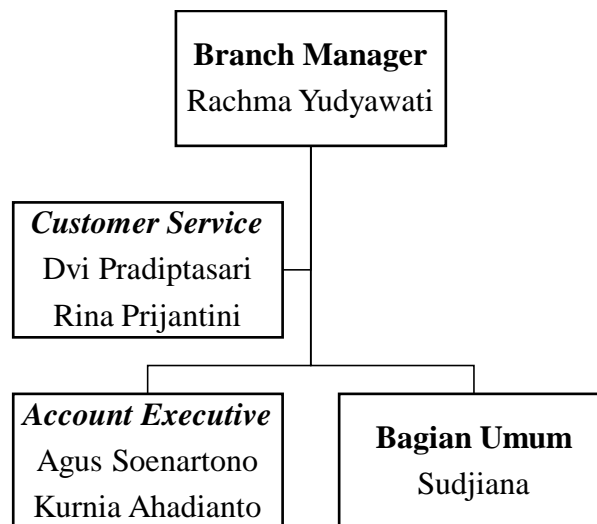 Branch Manager
Rachma Yudyawati
Customer Service
Dvi Pradiptasari
Rina Prijantini
Account Executive
Agus Soenartono
Kurnia Ahadianto
Bagian Umum
Sudjiana